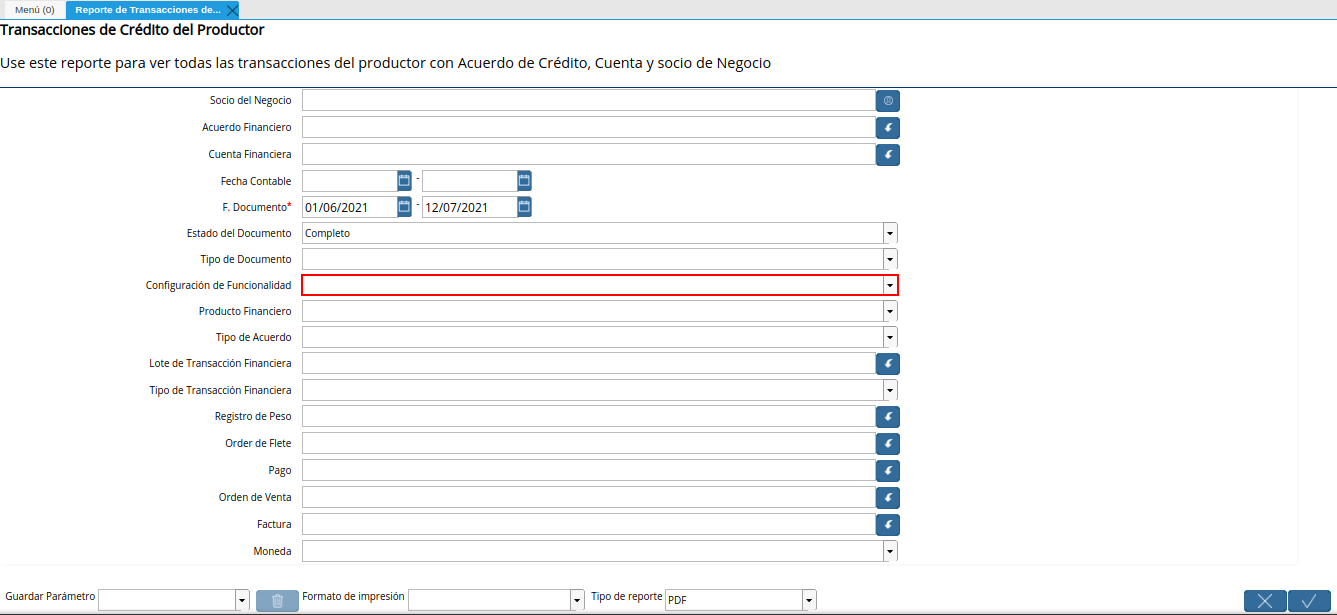 Menú (0) Reporte de Transacciones de...
Transacciones de Crédito del Productor
Use este reporte para ver todas las transacciones del productor con Acuerdo de Crédito, Cuenta y socio de Negocio
Socio del Negocio
Acuerdo Financiero
Cuenta Financiera
Fecha Contable -
F. Documento* 01/06/2021 - 12/07/2021
Estado del Documento Completo
Tipo de Documento
Configuración de Funcionalidad
Producto Financiero
Tipo de Acuerdo
Lote de Transacción Financiera
Tipo de Transacción Financiera
Registro de Peso
Order de Flete
Pago
Orden de Venta
Factura
Moneda
Guardar Parámetro Formato de impresión Tipo de reporte PDF